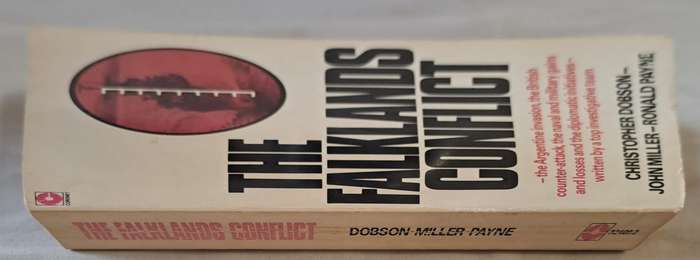 THE
FALKLANDS
CONFLICT
– the Argentine invasion, the British
counter-attack, the naval and military gains
and losses and the diplomatic initiatives –
written by a top investigative team
CHRISTOPHER DOBSON –
JOHN MILLER – RONALD PAYNE
CORONET
THE FALKLANDS CONFLICT DOBSON·MILLER·PAYNE